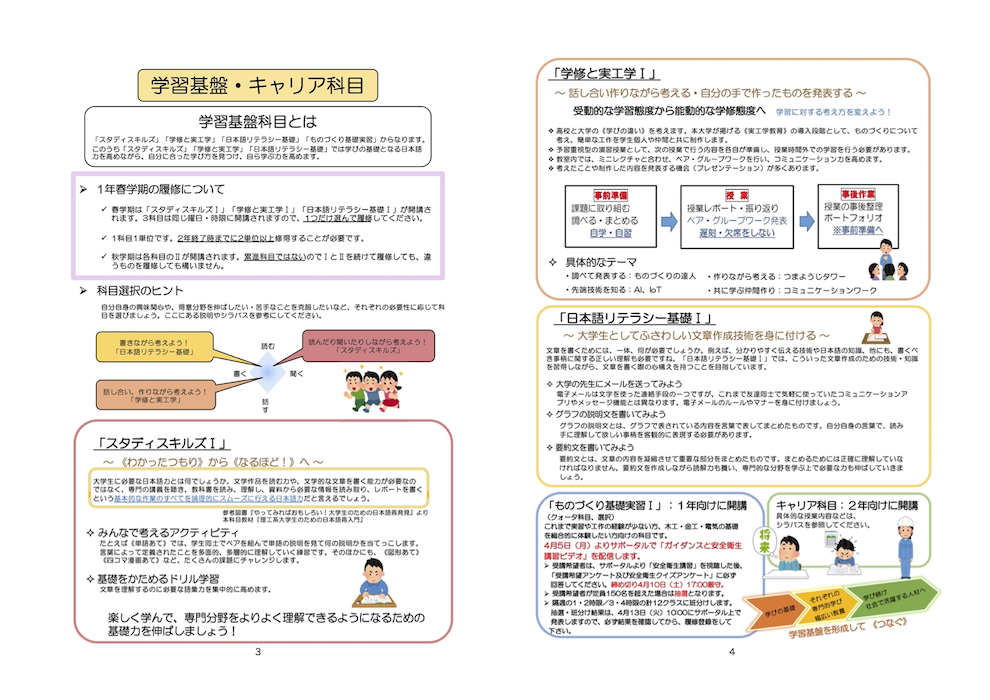 学習基盤・キャリア科目
学習基盤科目とは
「スタディスキルズ」「学修と実工学」「日本語リテラシー基礎」「ものづくり基礎実習」からなります。
このうち「スタディスキルズ」「学修と実工学」「日本語リテラシー基礎」では学びの基礎となる日本語
力を高めながら、自分に合った学び方を見つけ、自ら学ぶ力を高めます。
➢ 1年春学期の履修について
✓ 春学期は「スタディスキルズⅠ」「学修と実工学Ⅰ」「日本語リテラシー基礎Ⅰ」が開講さ
れます。3科目は同じ曜日・時限に開講されますので、1つだけ選んで履修してください。
✓ 1科目1単位です。2年終了時までに2単位以上修得することが必要です。
✓ 秋学期は各科目のⅡが開講されます。累進科目ではないのでⅠとⅡを続けて履修しても、違
うものを履修しても構いません。
➢ 科目選択のヒント
自分自身の興味関心や、得意分野を伸ばしたい・苦手なことを克服したいなど、それぞれの必要性に応じて科
目を選びましょう。ここにある説明やシラバスを参考にしてください。
書きながら考えよう！
「日本語リテラシー基礎」
読んだり聞いたりしながら考えよう！
「スタディスキルズ」
話し合い、作りながら考えよう！
「学修と実工学」
読む
書く
聞く
話
す
「スタディスキルズⅠ」
～ 《わかったつもり》から《なるほど！》へ ～
大学生に必要な日本語力とは何でしょうか。文学作品を読む力や、文学的な文章を書く能力が必要なの
ではなく、専門の講義を聴き、教科書を読み、理解し、資料から必要な情報を読み取り、レポートを書く
という基本的な作業のすべてを論理的にスムーズに行える日本語力だと言えるでしょう。
参考図書『やってみればおもしろい！大学生のための日本語再発見』より
本科目教材『理工系大学生のための日本語再入門』
✧ みんなで考えるアクティビティ
たとえば《単語あて》では、学生同士でペアを組んで単語の説明を見て何の説明かを当てっこします。
言葉によって定義されたことを多面的、多層的に理解していく練習です。そのほかにも、《図形あて》
《四コマ漫画あて》など、たくさんの課題にチャレンジします。
✧ 基礎をかためるドリル学習
文章を理解するのに必要な語彙力を集中的に高めます。
楽しく学んで、専門分野をよりよく理解できるようになるための
基礎力を伸ばしましょう！
3
「学修と実工学Ⅰ」
～ 話し合い作りながら考える・自分の手で作ったものを発表する ～
受動的な学習態度から能動的な学修態度へ 学習に対する考え方を変えよう！
❖ 高校と大学の《学びの違い》を考えます。本大学が掲げる《実工学教育》の導入段階として、ものづくりについて
考え、簡単な工作を学生個人や仲間と共に制作します。
❖ 予習重視型の演習授業として、次の授業で行う内容を各自が準備し、授業時間外での学習を行う必要があります。
❖ 教室内では、ミニレクチャと合わせ、ペア・グループワークを行い、コミュニケーション力を高めます。
❖ 考えたことや制作した内容を発表する機会（プレゼンテーション）が多くあります。
事前準備
課題に取り組む
調べる・まとめる
自学・自習
授 業
授業レポート・振り返り
ペア・グループワーク発表
遅刻・欠席をしない
事後作業
授業の事後整理
ポートフォリオ
※事前準備へ
✧ 具体的なテーマ
・調べて発表する：ものづくりの達人 ・作りながら考える：つまようじタワー
・先端技術を知る：AI、IoT ・共に学ぶ仲間作り：コミュニケーションワーク
「日本語リテラシー基礎Ⅰ」
～ 大学生としてふさわしい文章作成技術を身に付ける ～
文章を書くためには、一体、何が必要でしょうか。例えば、分かりやすく伝える技術や日本語の知識、他にも、書くべ
き事柄に関する正しい理解も必要ですね。「日本語リテラシー基礎Ⅰ」では、こういった文章作成のための技術・知識
を習得しながら、文章を書く際の心構えを持つことを目指しています。
✧ 大学の先生にメールを送ってみよう
電子メールは文字を使った連絡手段の一つですが、これまで友達同士で気軽に使っていたコミュニケーションア
プリやメッセージ機能とは異なります。電子メールのルールやマナーを身に付けましょう。
✧ グラフの説明文を書いてみよう
グラフの説明文とは、グラフで表されている内容を言葉で表してまとめたものです。自分自身の言葉で、読み
手に理解して欲しい事柄を客観的に表現する必要があります。
✧ 要約文を書いてみよう
要約文とは、文章の内容を凝縮させて重要な部分をまとめたものです。まとめるためには正確に理解していな
ければなりません。要約文を作成しながら読解力も養い、専門的な分野を学ぶ上で必要な力も伸ばしていきま
しょう。
「ものづくり基礎実習Ⅰ」：1年向けに開講
（クォータ科目、選択）
これまで実習や工作の経験が少ない方、木工・金工・電気の基礎
を総合的に体験したい方向けの科目です。
4月5日（月）よりサポータルで「ガイダンスと安全衛生
講習ビデオ」を配信します。
➢ 受講希望者は、サポータルより「安全衛生講習」を視聴した後、
「受講希望アンケート及び安全衛生クイズアンケート」に必ず
回答してください。締め切り4月10日（土）17:00厳守。
➢ 受講希望者が定員150名を超えた場合は抽選となります。
➢ 隔週の1・2時限／3・4時限の計12クラスに班分けします。
抽選・班分け結果は、4月13日（火）10:00にサポータル上で
発表しますので、必ず結果を確認してから、履修登録をして
下さい。
キャリア科目：2年向けに開講
具体的な授業内容などは、
シラバスを参照してください。
将
来
学びの基礎
それぞれの
専門的学び
幅広い教養
学び続け
社会で活躍する人材へ
学習基盤を形成して 《つなぐ》
4